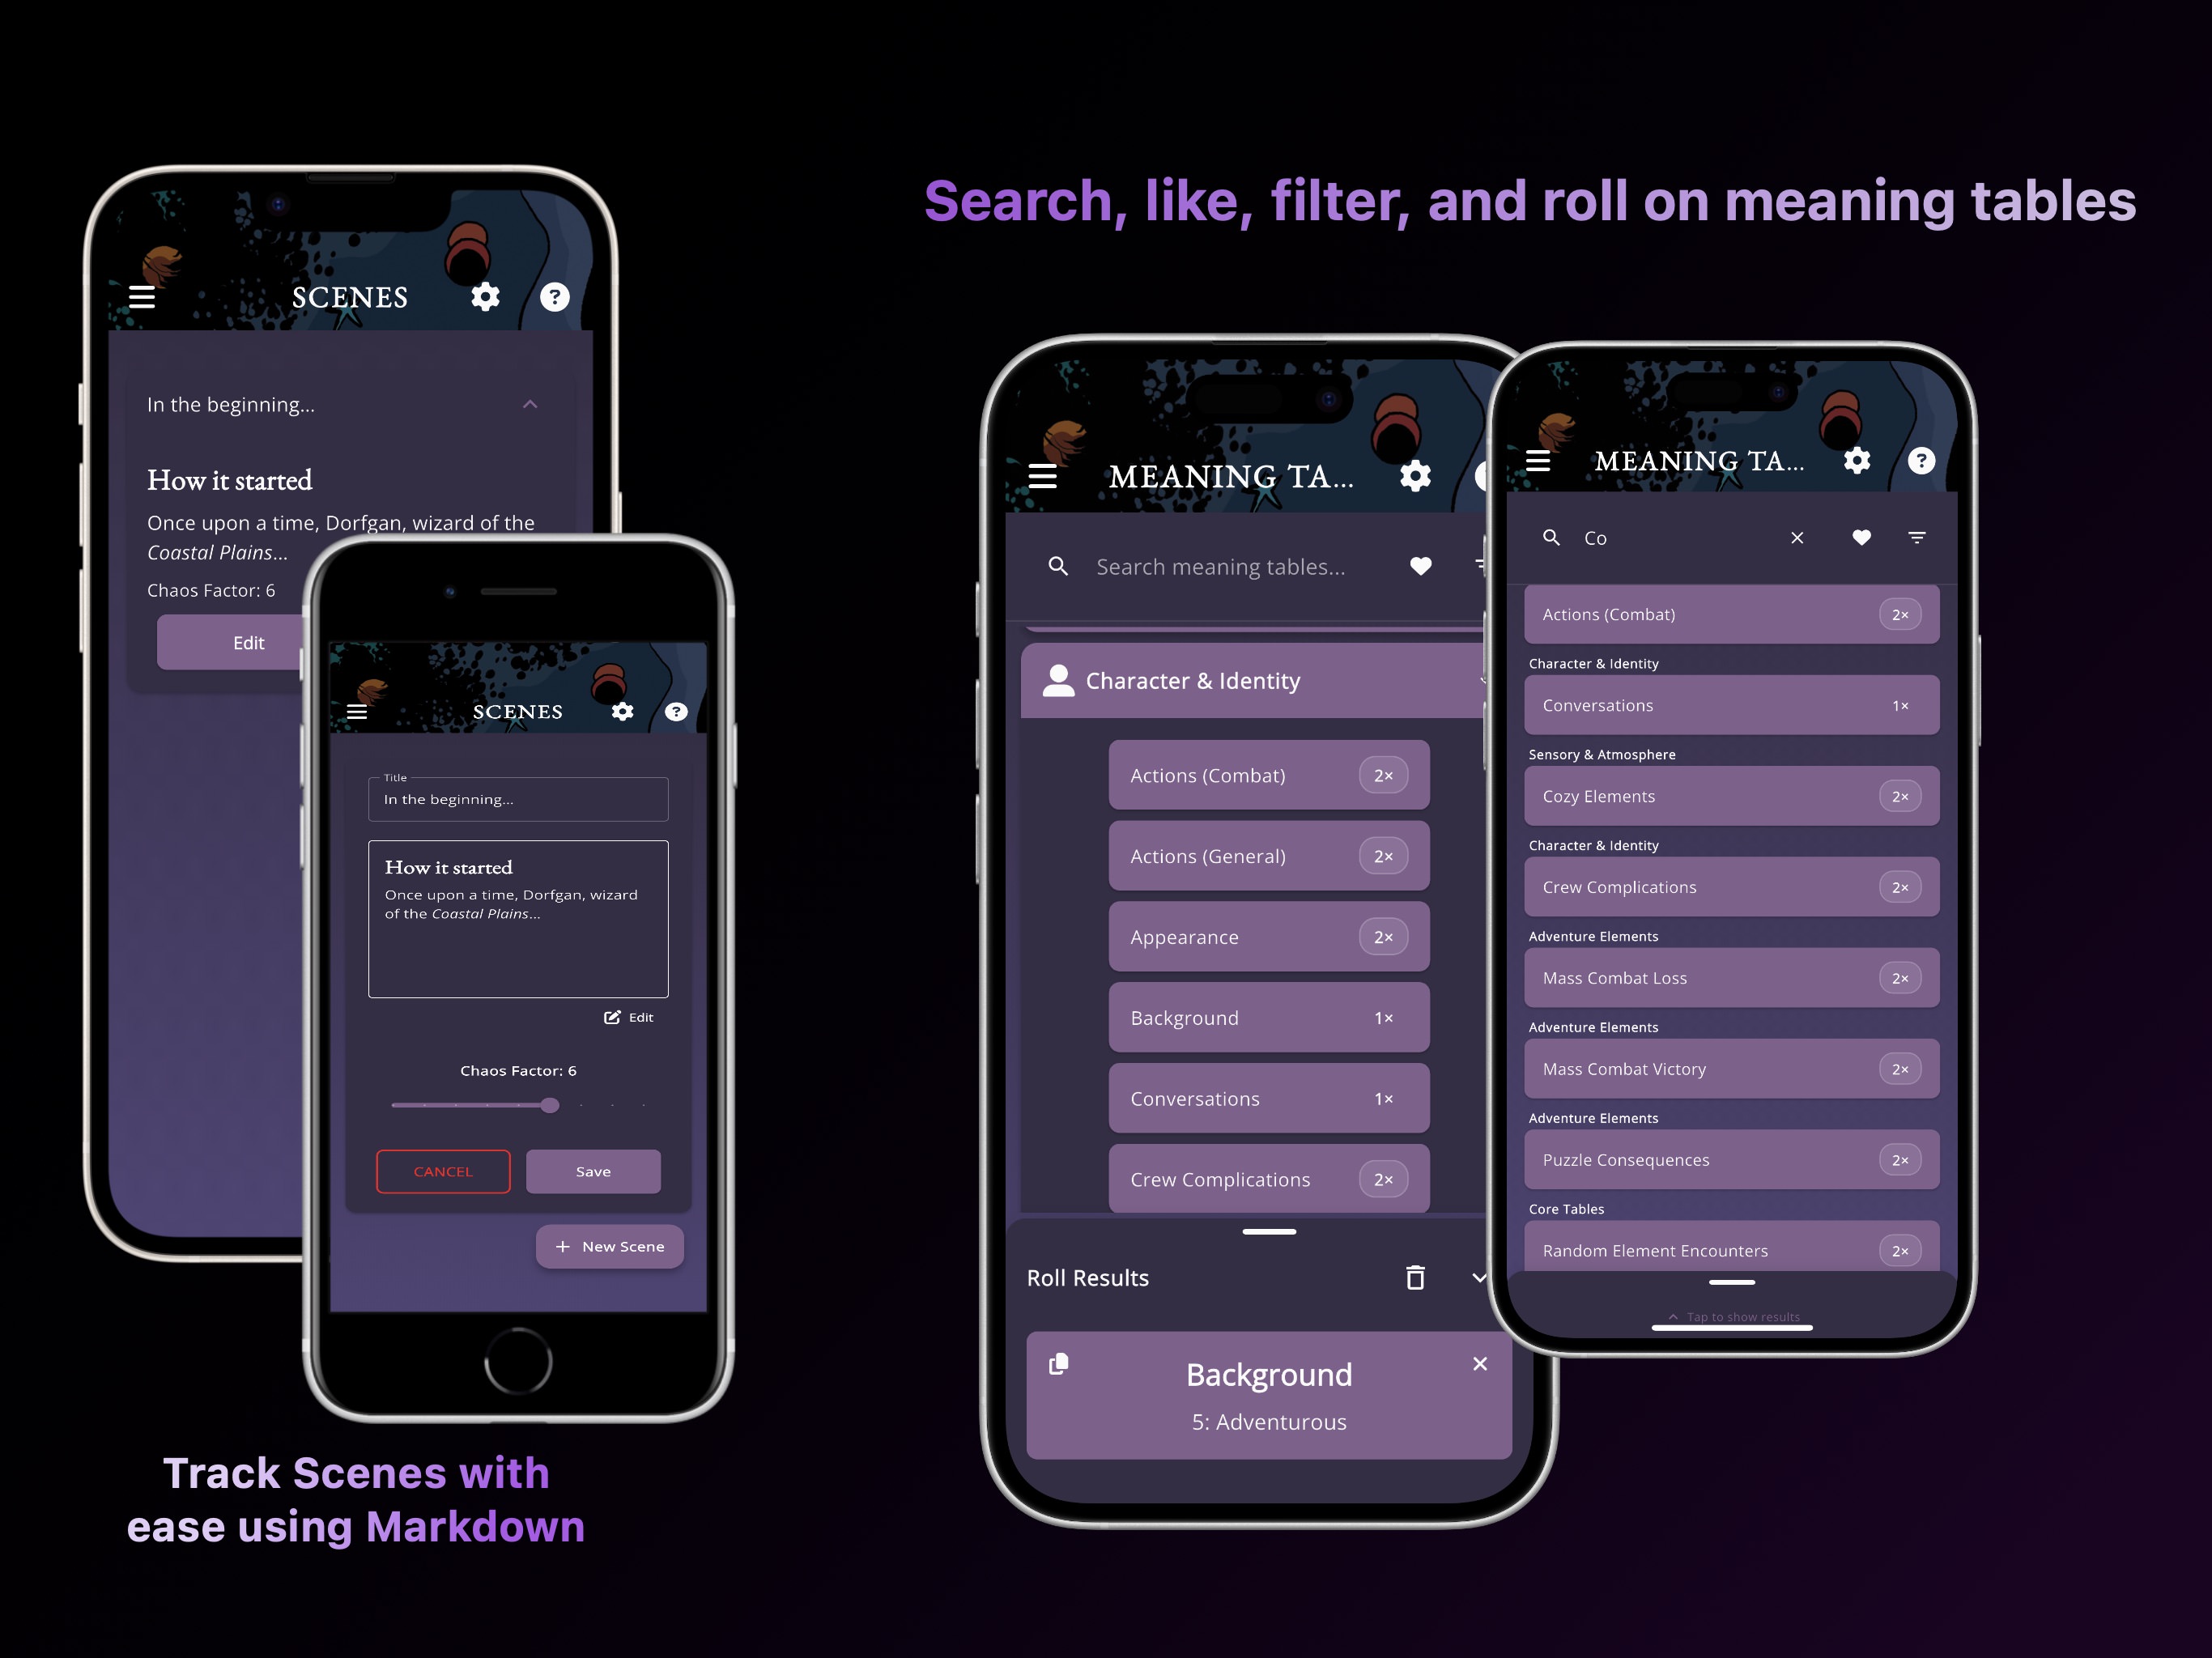 Search, like, filter, and roll on meaning tables
SCENES
In the beginning...
How it started
Once upon a time, Dorfgan, wizard of the
Coastal Plains...
Chaos Factor: 6
Edit
SCENES
Title
In the beginning...
How it started
Once upon a time, Dorfgan, wizard
of the Coastal Plains...
Edit
Chaos Factor: 6
CANCEL
Save
+ New Scene
Track Scenes with
ease using Markdown
MEANING TA...
Search meaning tables...
Character & Identity
Actions (Combat) 2×
Actions (General) 2×
Appearance 2×
Background 1×
Conversations 1×
Crew Complications 2×
Roll Results
Background
5: Adventurous
MEANING TA...
Co
Actions (Combat) 2×
Character & Identity
Conversations 1×
Sensory & Atmosphere
Cozy Elements 2×
Character & Identity
Crew Complications 2×
Adventure Elements
Mass Combat Loss 2×
Adventure Elements
Mass Combat Victory 2×
Adventure Elements
Puzzle Consequences 2×
Core Tables
Random Element Encounters 2×
Tap to show results